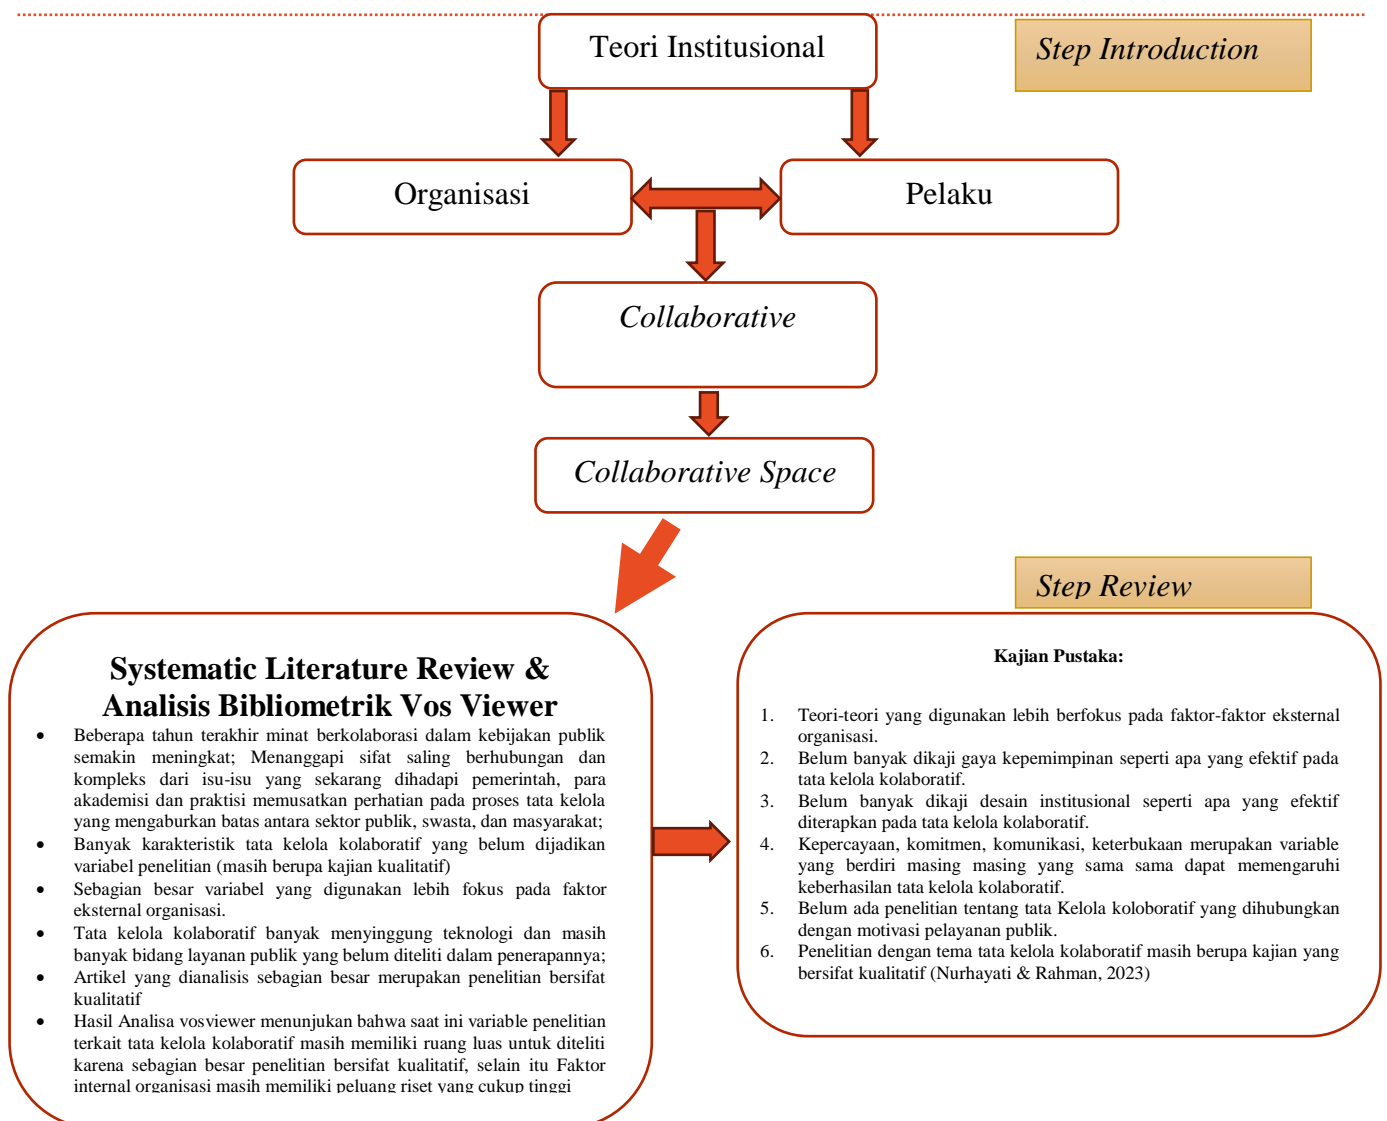 Teori Institusional
Step Introduction
Organisasi
Pelaku
Collaborative
Collaborative Space
Step Review
Systematic Literature Review &
Analisis Bibliometrik Vos Viewer
• Beberapa tahun terakhir minat berkolaborasi dalam kebijakan publik
semakin meningkat; Menanggapi sifat saling berhubungan dan
kompleks dari isu-isu yang sekarang dihadapi pemerintah, para
akademisi dan praktisi memusatkan perhatian pada proses tata kelola
yang mengaburkan batas antara sektor publik, swasta, dan masyarakat;
• Banyak karakteristik tata kelola kolaboratif yang belum dijadikan
variabel penelitian (masih berupa kajian kualitatif)
• Sebagian besar variabel yang digunakan lebih fokus pada faktor
eksternal organisasi.
• Tata kelola kolaboratif banyak menyinggung teknologi dan masih
banyak bidang layanan publik yang belum diteliti dalam penerapannya;
• Artikel yang dianalisis sebagian besar merupakan penelitian bersifat
kualitatif
• Hasil Analisa vosviewer menunjukan bahwa saat ini variable penelitian
terkait tata kelola kolaboratif masih memiliki ruang luas untuk diteliti
karena sebagian besar penelitian bersifat kualitatif, selain itu Faktor
internal organisasi masih memiliki peluang riset yang cukup tinggi
Kajian Pustaka:
1. Teori-teori yang digunakan lebih berfokus pada faktor-faktor eksternal
organisasi.
2. Belum banyak dikaji gaya kepemimpinan seperti apa yang efektif pada
tata kelola kolaboratif.
3. Belum banyak dikaji desain institusional seperti apa yang efektif
diterapkan pada tata kelola kolaboratif.
4. Kepercayaan, komitmen, komunikasi, keterbukaan merupakan variable
yang berdiri masing masing yang sama sama dapat memengaruhi
keberhasilan tata kelola kolaboratif.
5. Belum ada penelitian tentang tata Kelola koloboratif yang dihubungkan
dengan motivasi pelayanan publik.
6. Penelitian dengan tema tata kelola kolaboratif masih berupa kajian yang
bersifat kualitatif (Nurhayati & Rahman, 2023)